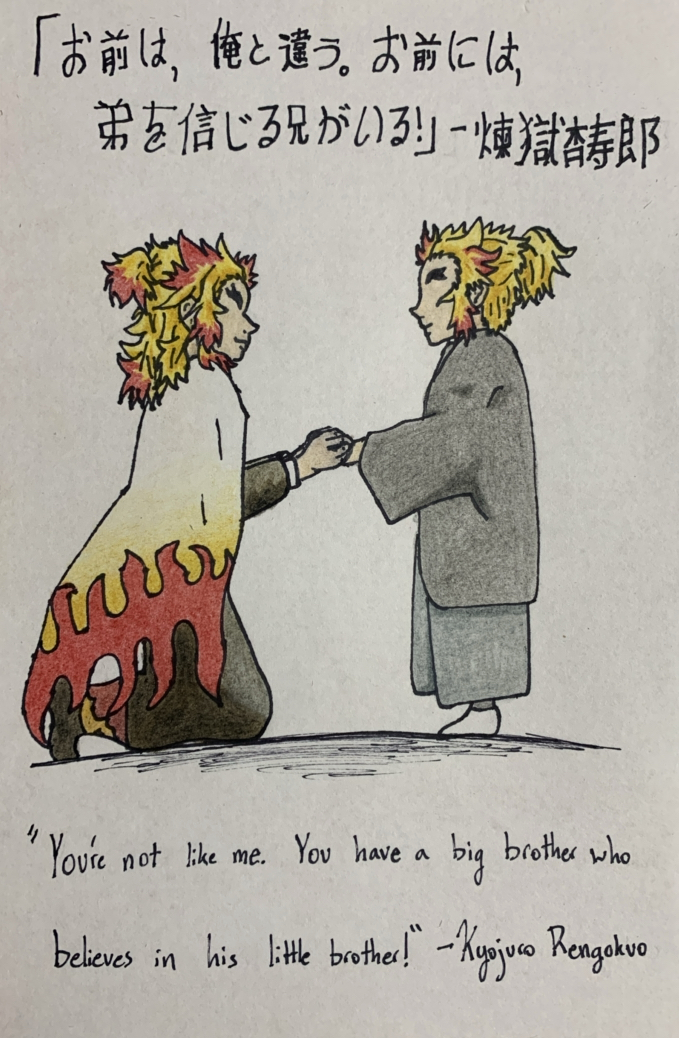 「お前は, 俺と違う。お前には,
弟を信じる兄がいる!」-煉獄杏寿郎
"You're not like me. You have a big brother who
believes in his little brother!" -Kyojuro Rengokuo